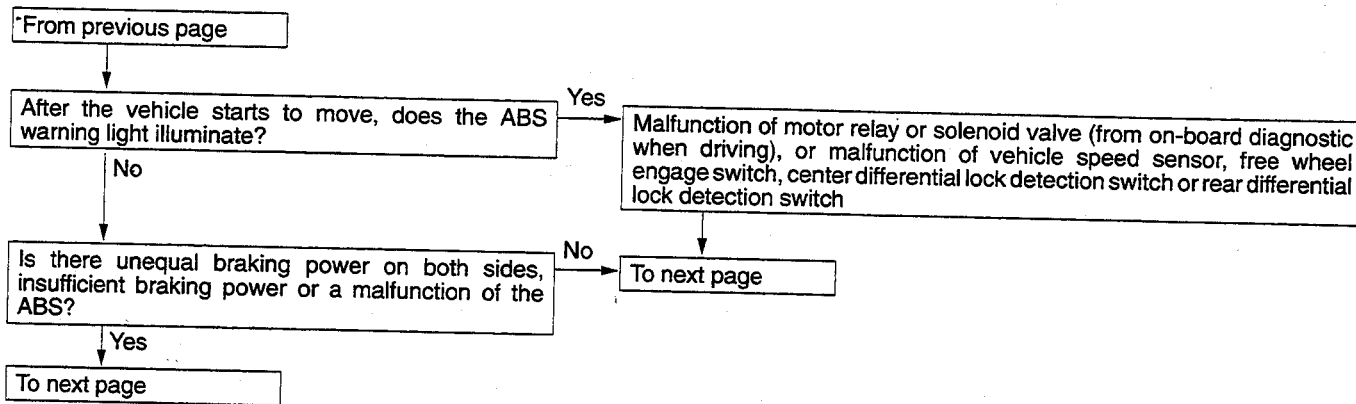 From previous page
After the vehicle starts to move, does the ABS
warning light illuminate?
Yes
Malfunction of motor relay or solenoid valve (from on-board diagnostic
when driving), or malfunction of vehicle speed sensor, free wheel
engage switch, center differential lock detection switch or rear differential
lock detection switch
No
Is there unequal braking power on both sides,
insufficient braking power or a malfunction of the
ABS?
No
To next page
Yes
To next page